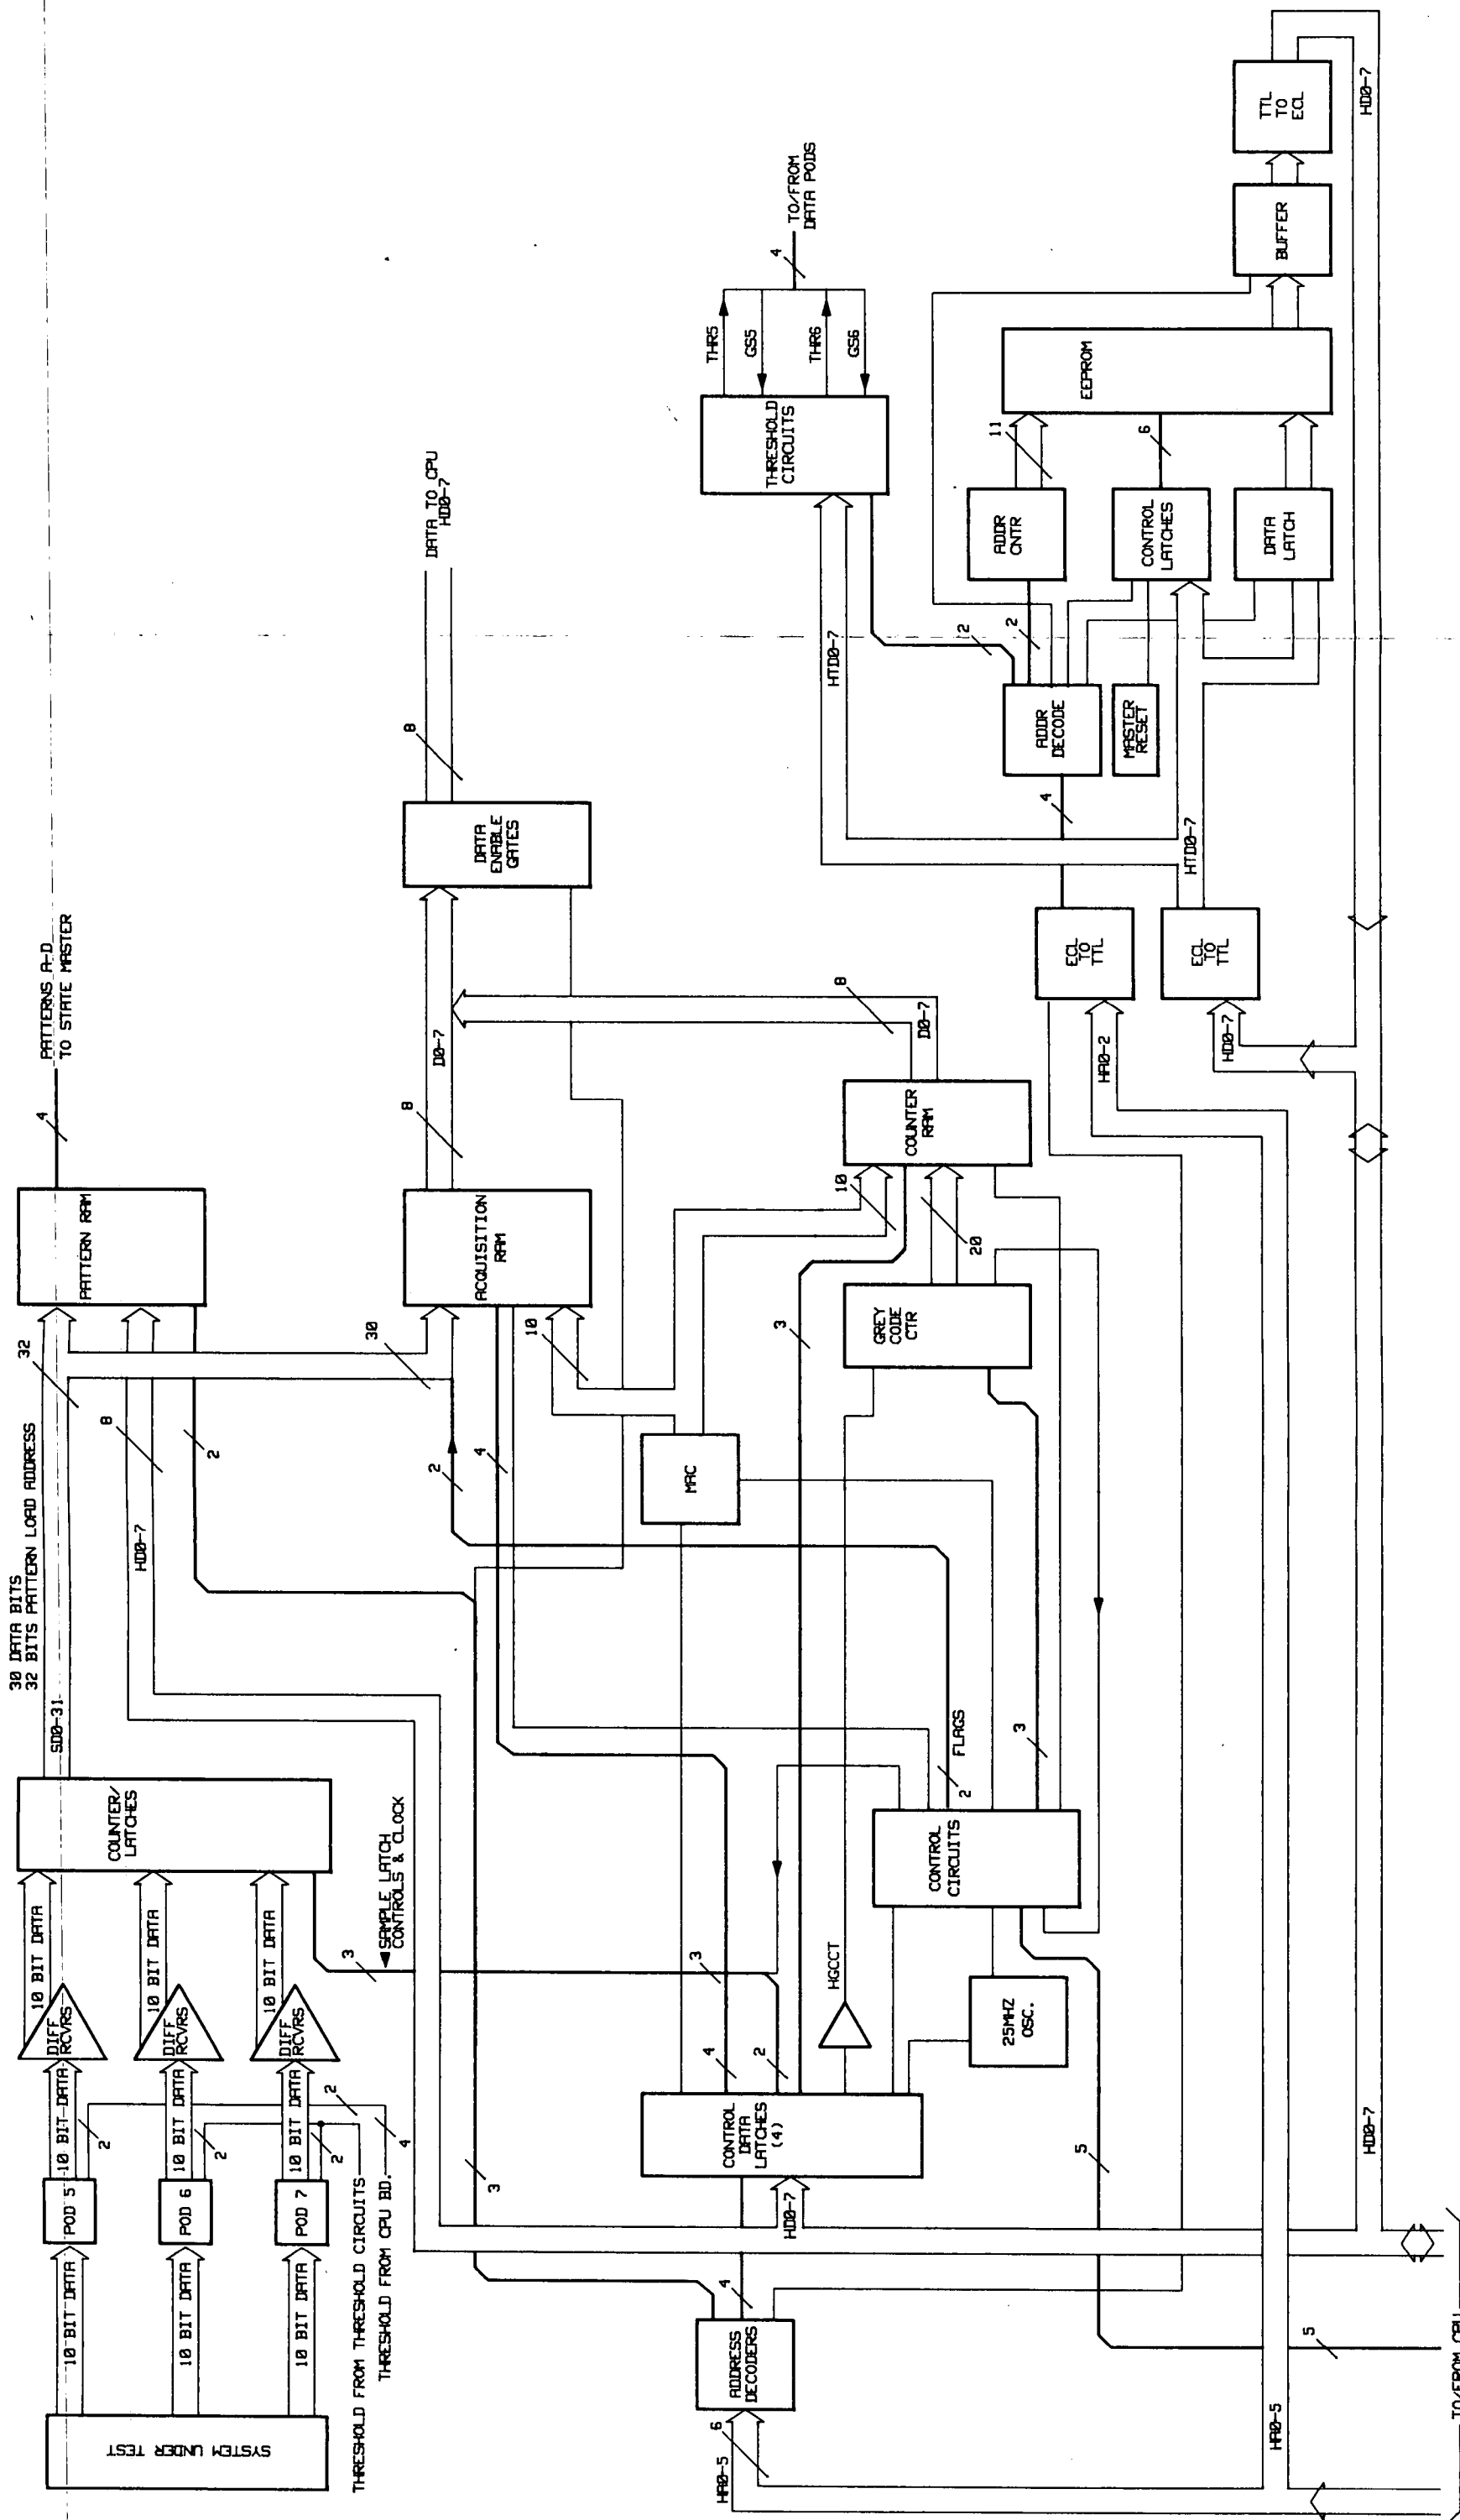 SYSTEM UNDER TEST
10 BIT DATA
10 BIT DATA
10 BIT DATA
POD 5
POD 6
POD 7
10 BIT DATA
10 BIT DATA
10 BIT DATA
2
2
2
2
4
THRESHOLD FROM THRESHOLD CIRCUITS
THRESHOLD FROM CPU BD.
DIFF
RCVRS
DIFF
RCVRS
DIFF
RCVRS
10 BIT DATA
10 BIT DATA
10 BIT DATA
COUNTER/
LATCHES
3
SAMPLE LATCH
CONTROLS & CLOCK
30 DATA BITS
32 BITS PATTERN LOAD ADDRESS
SD0-31
32
HD0-7
8
2
PATTERN RAM
4
PATTERNS A-D
TO STATE MASTER
30
2
10
4
ACQUISITION
RAM
8
D0-7
DATA
ENABLE
GATES
8
DATA TO CPU
HD0-7
HA0-5
6
ADDRESS
DECODERS
4
3
HD0-7
CONTROL
DATA
LATCHES
(4)
4
2
3
HGCCT
25MHZ
OSC.
CONTROL
CIRCUITS
2
FLAGS
3
5
MAC
3
GREY
CODE
CTR
20
10
COUNTER
RAM
8
D0-7
HA0-2
HD0-7
ECL
TO
TTL
ECL
TO
TTL
HTD0-7
HTD0-7
4
ADDR
DECODE
MASTER
RESET
2
2
THRESHOLD
CIRCUITS
THR5
GS5
THR6
GS6
4
TO/FROM
DATA PODS
ADDR
CNTR
11
CONTROL
LATCHES
6
DATA
LATCH
EEPROM
BUFFER
TTL
TO
ECL
HD0-7
HD0-7
HA0-5
5
TO/FROM CPU